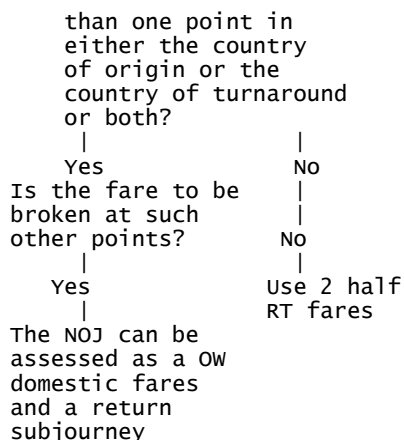 than one point in
either the country
of origin or the
country of turnaround
or both?
|                |
Yes              No
Is the fare to be    |
broken at such       |
other points?      No
|              |
Yes            Use 2 half
|              RT fares
The NOJ can be
assessed as a OW
domestic fares
and a return
subjourney